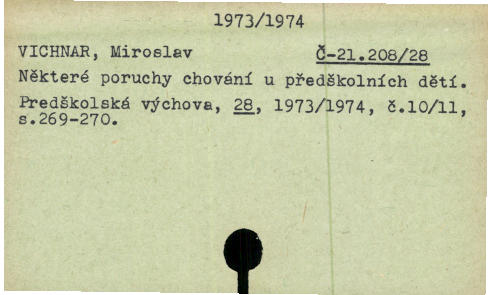 1973/1974
VICHNAR, Miroslav Č-21.208/28
Některé poruchy chování u předškolních dětí.
Předškolská výchova, 28, 1973/1974, č.10/11,
s.269-270.